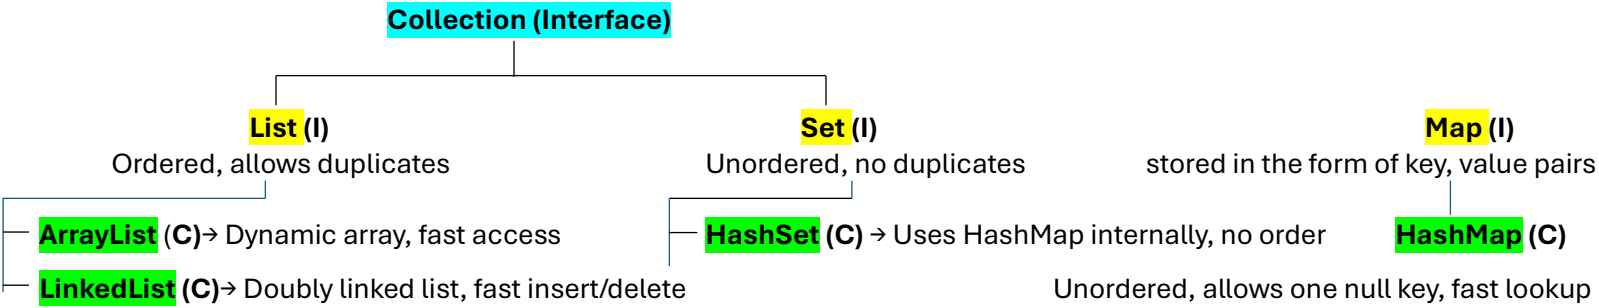 Collection (Interface)
List (I)
Set (I)
Map (I)
Ordered, allows duplicates
Unordered, no duplicates
stored in the form of key, value pairs
ArrayList (C)→ Dynamic array, fast access
HashSet (C) → Uses HashMap internally, no order
HashMap (C)
LinkedList (C)→ Doubly linked list, fast insert/delete
Unordered, allows one null key, fast lookup